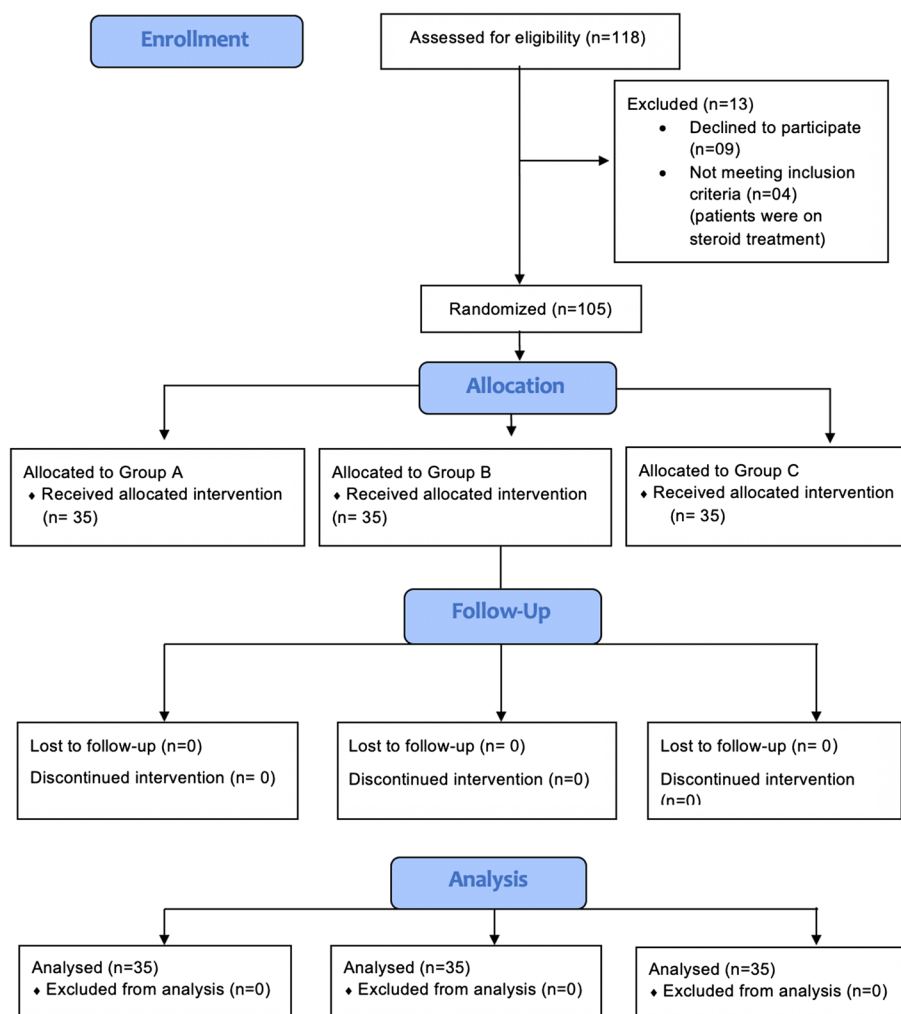 Enrollment
Assessed for eligibility (n=118)
Excluded (n=13)
• Declined to participate
(n=09)
• Not meeting inclusion
criteria (n=04)
(patients were on
steroid treatment)
Randomized (n=105)
Allocation
Allocated to Group A
♦ Received allocated intervention
(n= 35)
Allocated to Group B
♦ Received allocated intervention
(n= 35)
Allocated to Group C
♦ Received allocated intervention
(n= 35)
Follow-Up
Lost to follow-up (n=0)
Discontinued intervention (n= 0)
Lost to follow-up (n= 0)
Discontinued intervention (n=0)
Lost to follow-up (n= 0)
Discontinued intervention
(n=0)
Analysis
Analysed (n=35)
♦ Excluded from analysis (n=0)
Analysed (n=35)
♦ Excluded from analysis (n=0)
Analysed (n=35)
♦ Excluded from analysis (n=0)